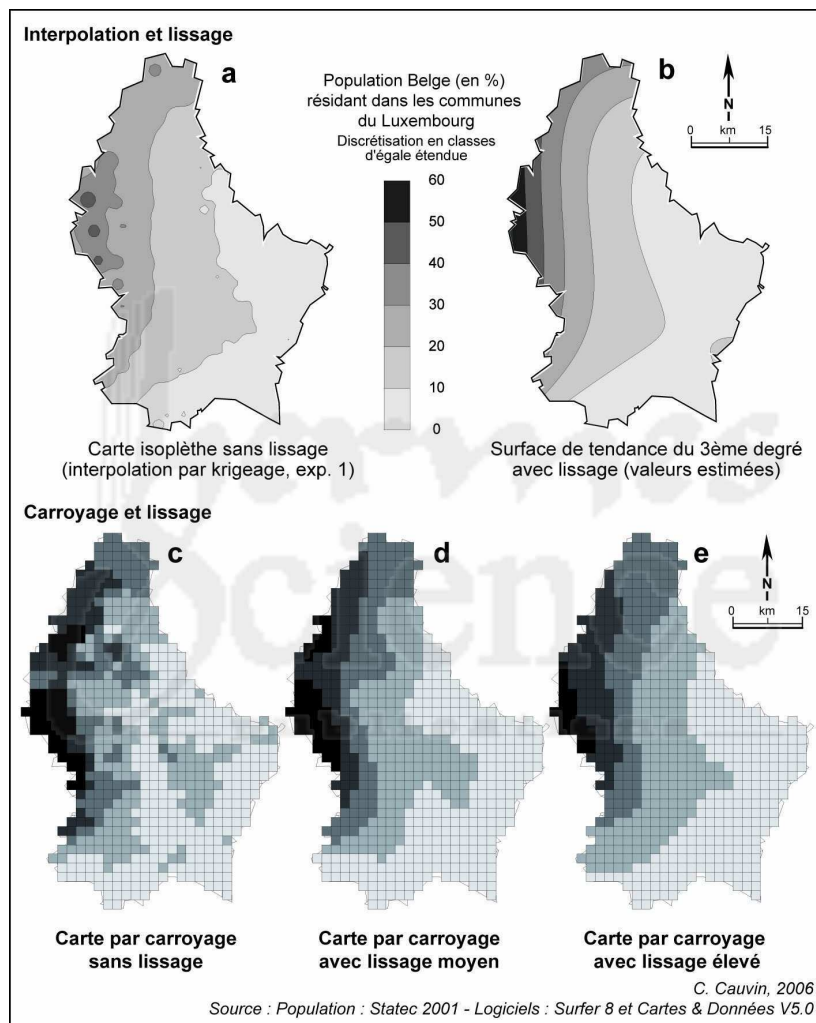 Interpolation et lissage
a
Population Belge (en %)
résidant dans les communes
du Luxembourg
Discrétisation en classes
d'égale étendue
60
50
40
30
20
10
0
b
N
0 km 15
Carte isoplèthe sans lissage
(interpolation par krigeage, exp. 1)
Surface de tendance du 3ème degré
avec lissage (valeurs estimées)
Carroyage et lissage
c
d
e
N
0 km 15
Carte par carroyage
sans lissage
Carte par carroyage
avec lissage moyen
Carte par carroyage
avec lissage élevé
C. Cauvin, 2006
Source : Population : Statec 2001 - Logiciels : Surfer 8 et Cartes & Données V5.0
hermes
Science